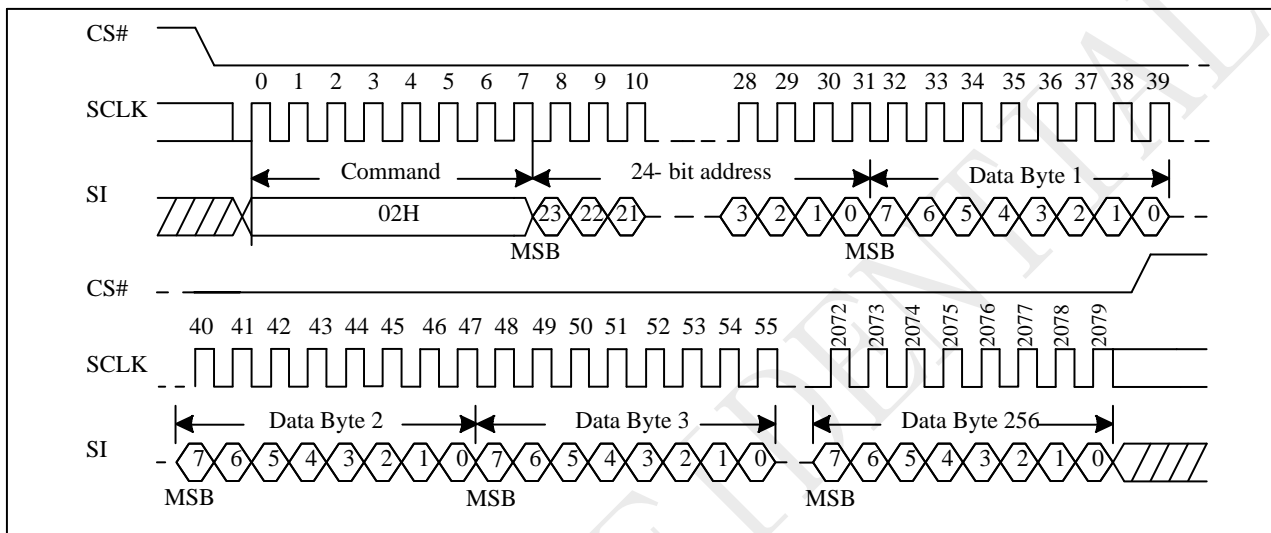 CS#
0 1 2 3 4 5 6 7 8 9 10 28 29 30 31 32 33 34 35 36 37 38 39
SCLK
Command 24- bit address Data Byte 1
SI
02H 23 22 21 3 2 1 0 7 6 5 4 3 2 1 0
MSB MSB
CS#
40 41 42 43 44 45 46 47 48 49 50 51 52 53 54 55 2072 2073 2074 2075 2076 2077 2078 2079
SCLK
Data Byte 2 Data Byte 3 Data Byte 256
SI
7 6 5 4 3 2 1 0 7 6 5 4 3 2 1 0 7 6 5 4 3 2 1 0
MSB MSB MSB